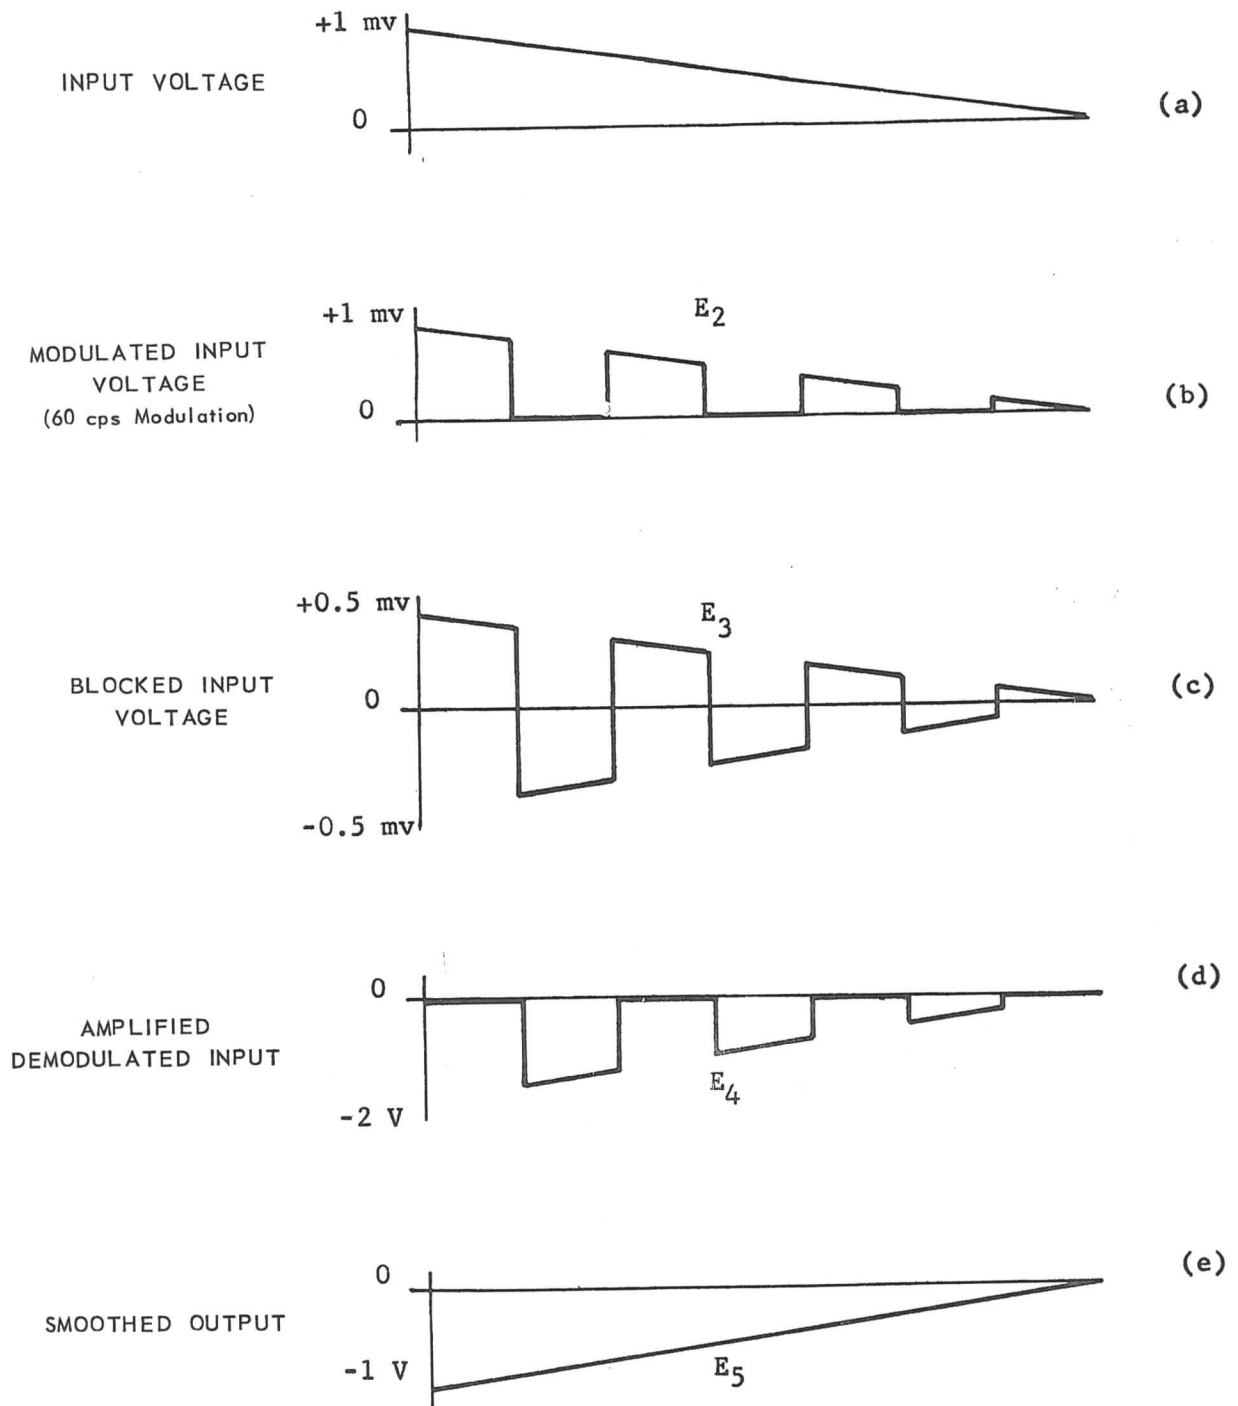 +1 mv
INPUT VOLTAGE
0
(a)
+1 mv
E2
MODULATED INPUT
VOLTAGE
(60 cps Modulation)
0
(b)
+0.5 mv
E3
BLOCKED INPUT
VOLTAGE
0
(c)
-0.5 mv
0
(d)
AMPLIFIED
DEMODULATED INPUT
E4
-2 V
0
(e)
SMOOTHED OUTPUT
-1 V
E5